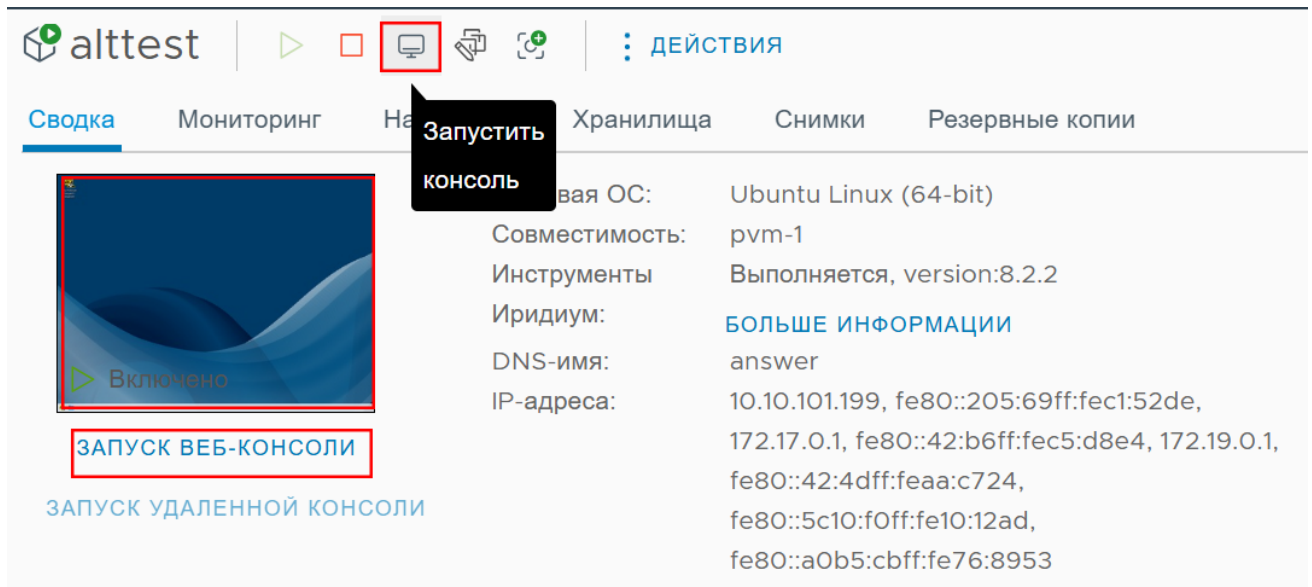 alttest
ДЕЙСТВИЯ
Сводка Мониторинг На Хранилища Снимки Резервные копии
Запустить
консоль
вая ОС: Ubuntu Linux (64-bit)
Совместимость: pvm-1
Инструменты Выполняется, version:8.2.2
Иридиум:
БОЛЬШЕ ИНФОРМАЦИИ
DNS-имя: answer
IP-адреса: 10.10.101.199, fe80::205:69ff:fec1:52de,
172.17.0.1, fe80::42:b6ff:fec5:d8e4, 172.19.0.1,
fe80::42:4dff:feaa:c724,
fe80::5c10:f0ff:fe10:12ad,
fe80::a0b5:cbff:fe76:8953
Включено
ЗАПУСК ВЕБ-КОНСОЛИ
ЗАПУСК УДАЛЕННОЙ КОНСОЛИ